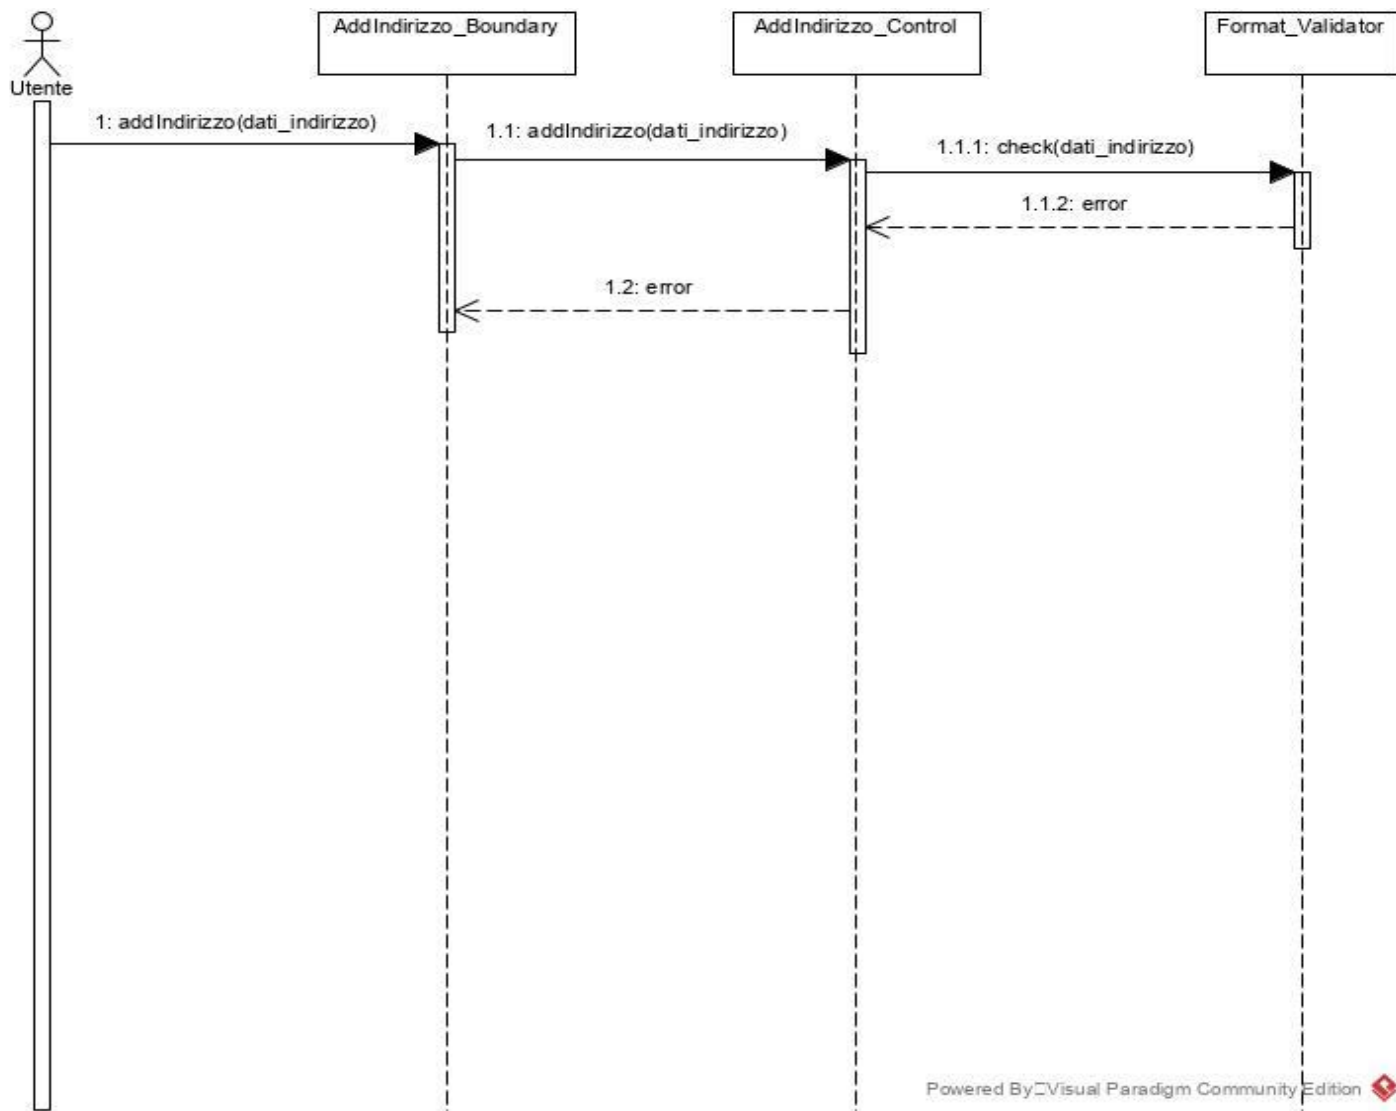 AddIndirizzo_Boundary
AddIndirizzo_Control
Format_Validator
Utente
1: addIndirizzo(dati_indirizzo)
1.1: addIndirizzo(dati_indirizzo)
1.1.1: check(dati_indirizzo)
1.1.2: error
1.2: error
Powered By□Visual Paradigm Community Edition